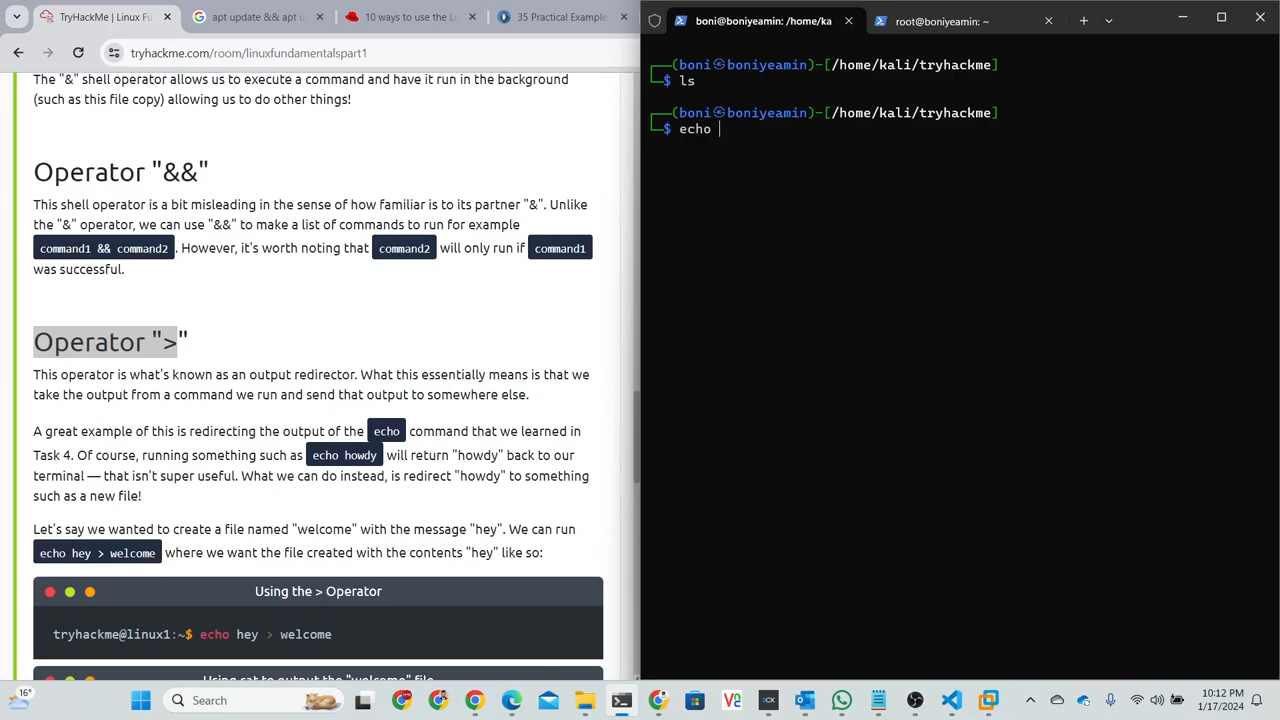 TryHackMe | Linux Fu
apt update && apt u
10 ways to use the Li
35 Practical Example
tryhackme.com/room/linuxfundamentalspart1
The "&" shell operator allows us to execute a command and have it run in the background
(such as this file copy) allowing us to do other things!
Operator "&&"
This shell operator is a bit misleading in the sense of how familiar is to its partner "&". Unlike
the "&" operator, we can use "&&" to make a list of commands to run for example
command1 && command2 . However, it's worth noting that command2 will only run if command1
was successful.
Operator ">"
This operator is what's known as an output redirector. What this essentially means is that we
take the output from a command we run and send that output to somewhere else.
A great example of this is redirecting the output of the echo command that we learned in
Task 4. Of course, running something such as echo howdy will return "howdy" back to our
terminal — that isn't super useful. What we can do instead, is redirect "howdy" to something
such as a new file!
Let's say we wanted to create a file named "welcome" with the message "hey". We can run
echo hey > welcome where we want the file created with the contents "hey" like so:
Using the > Operator
tryhackme@linux1:~$ echo hey > welcome
Using cat to output the "welcome" file
boni@boniyeamin: /home/ka
root@boniyeamin: ~
(boni㉿boniyeamin)-[/home/kali/tryhackme]
$ ls
(boni㉿boniyeamin)-[/home/kali/tryhackme]
$ echo
16°
Search
10:12 PM
1/17/2024